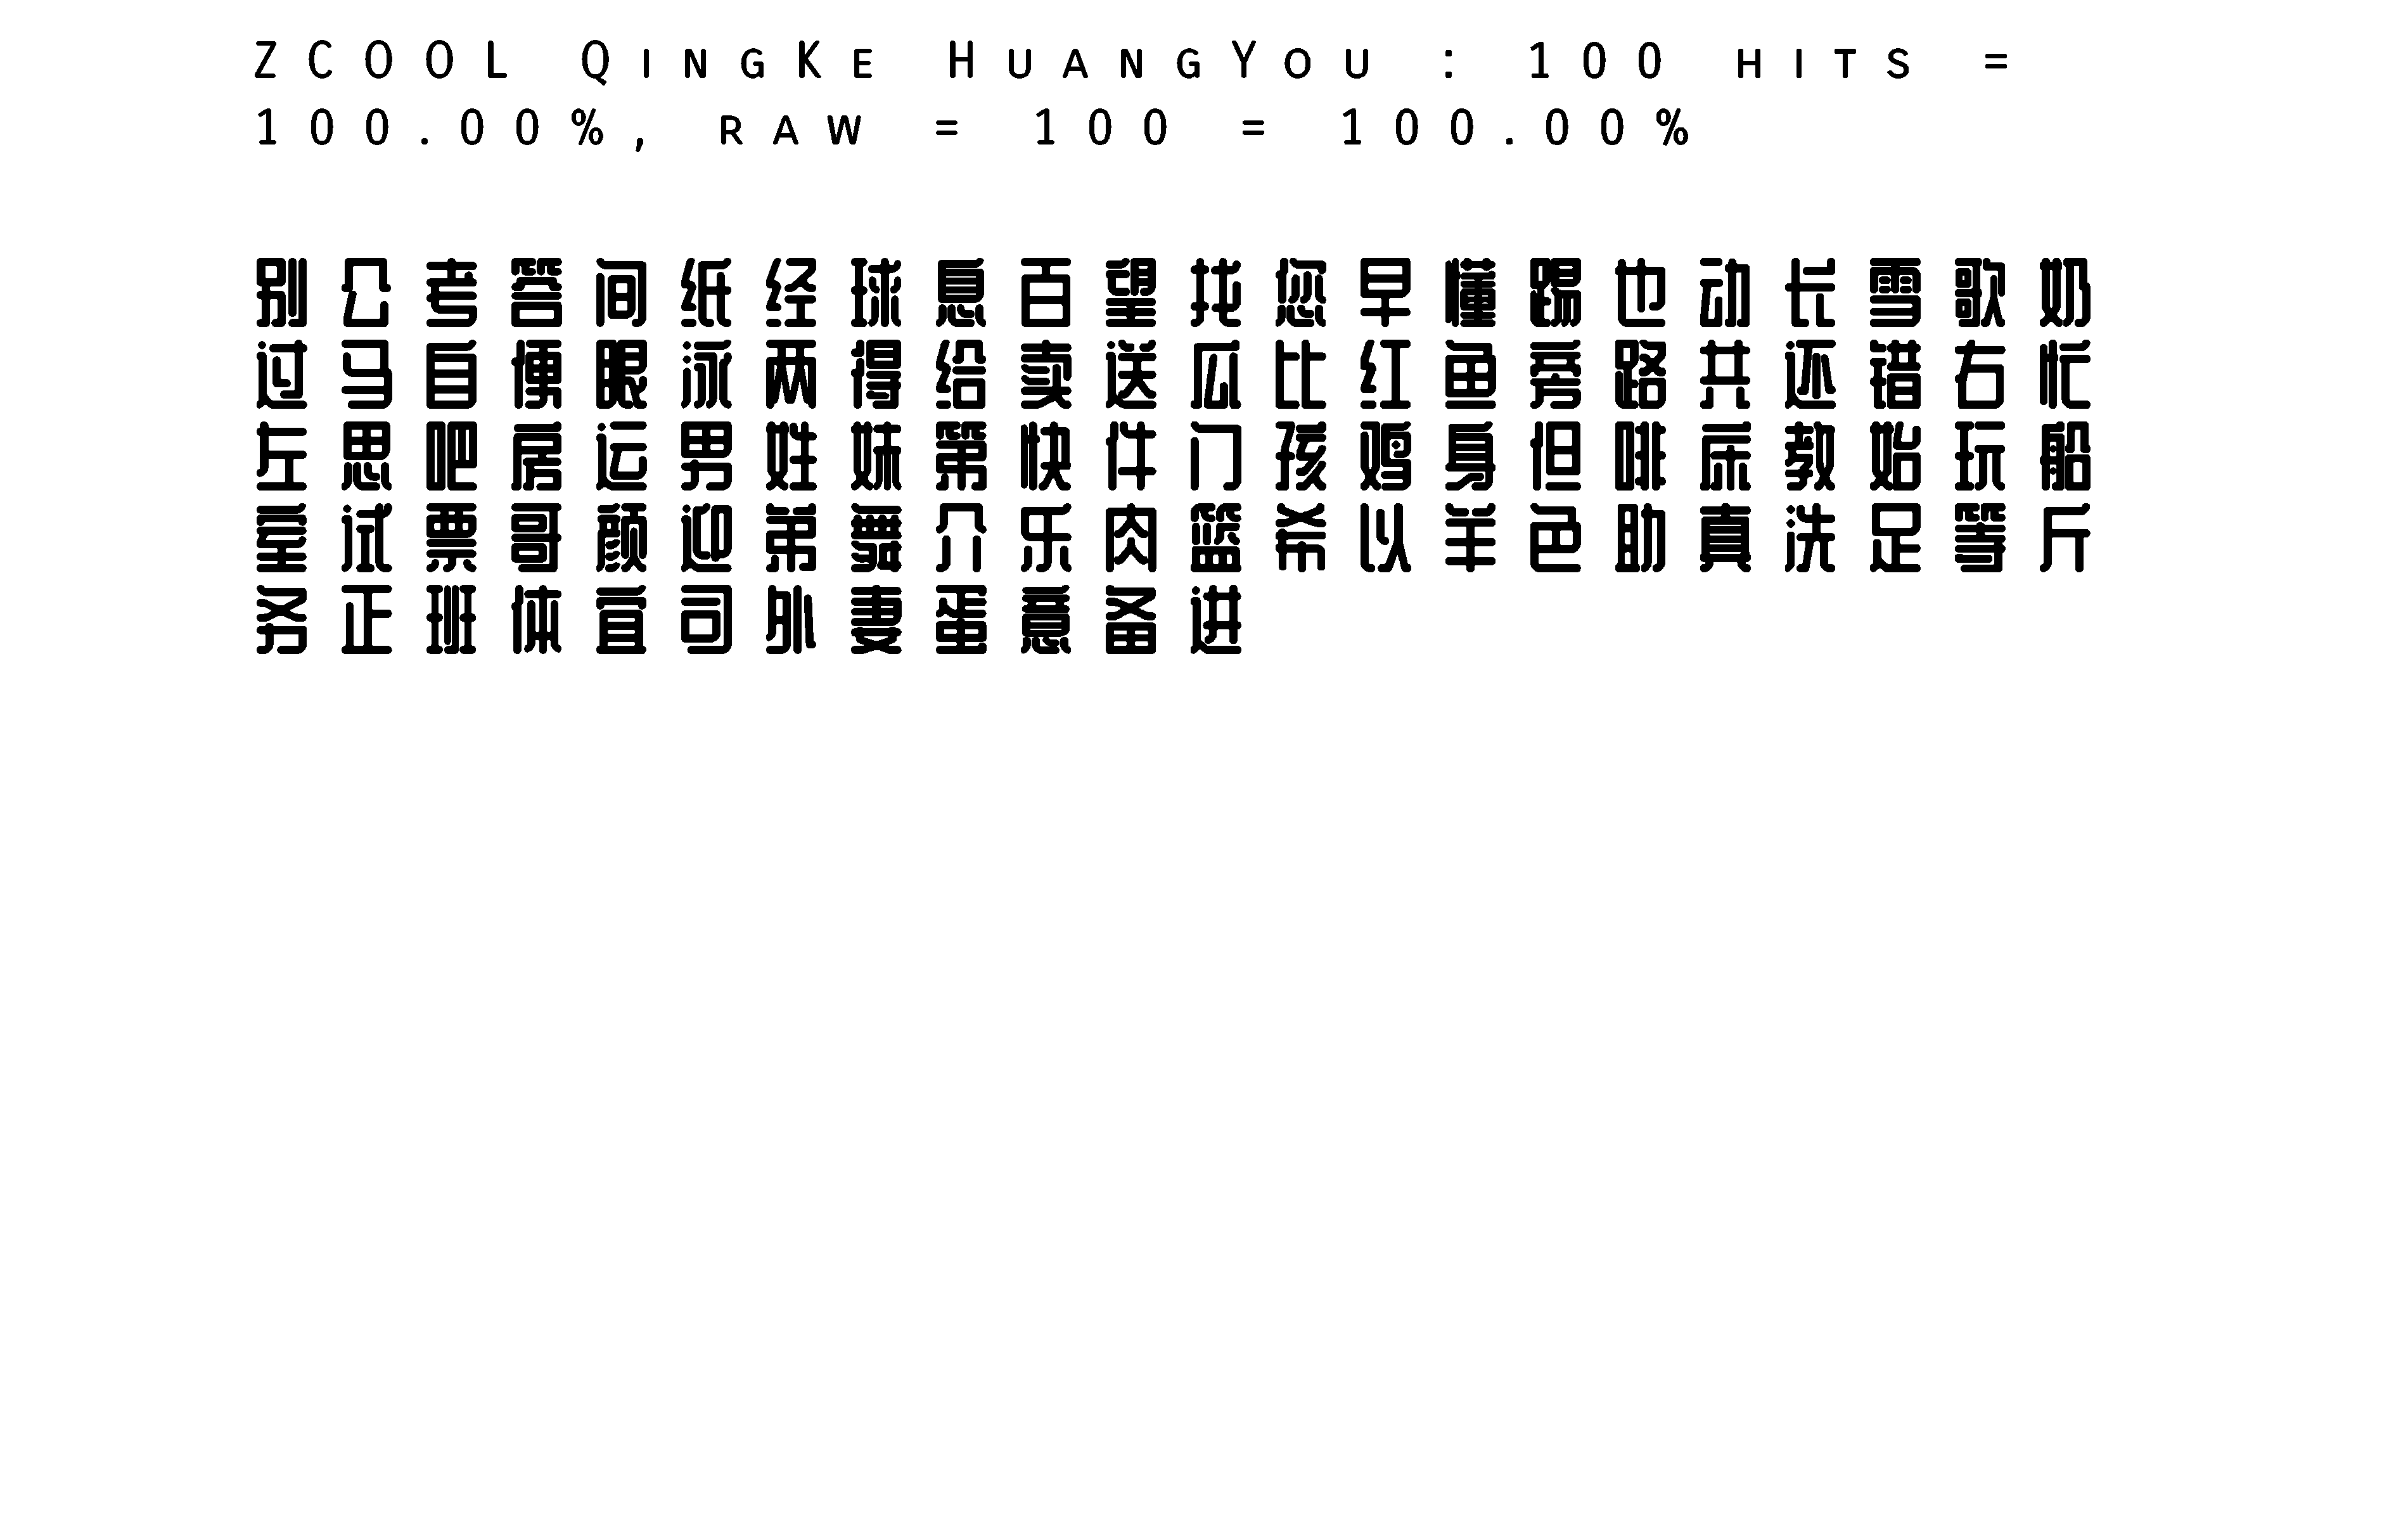 ZCOOL QingKe HuangYou : 100 hits =
100.00%, raw = 100 = 100.00%
别公考答间纸经球息百望找您早懂踢也动长雪歌奶
过马目便眼泳两得给卖送瓜比红鱼旁路共还错右忙
左思吧房运男姓妹第快件门孩鸡身但啡床教始玩船
室试票哥颜迎弟舞介乐肉篮希以羊色助真洗足等斤
务正班体宜司外妻蛋意备进